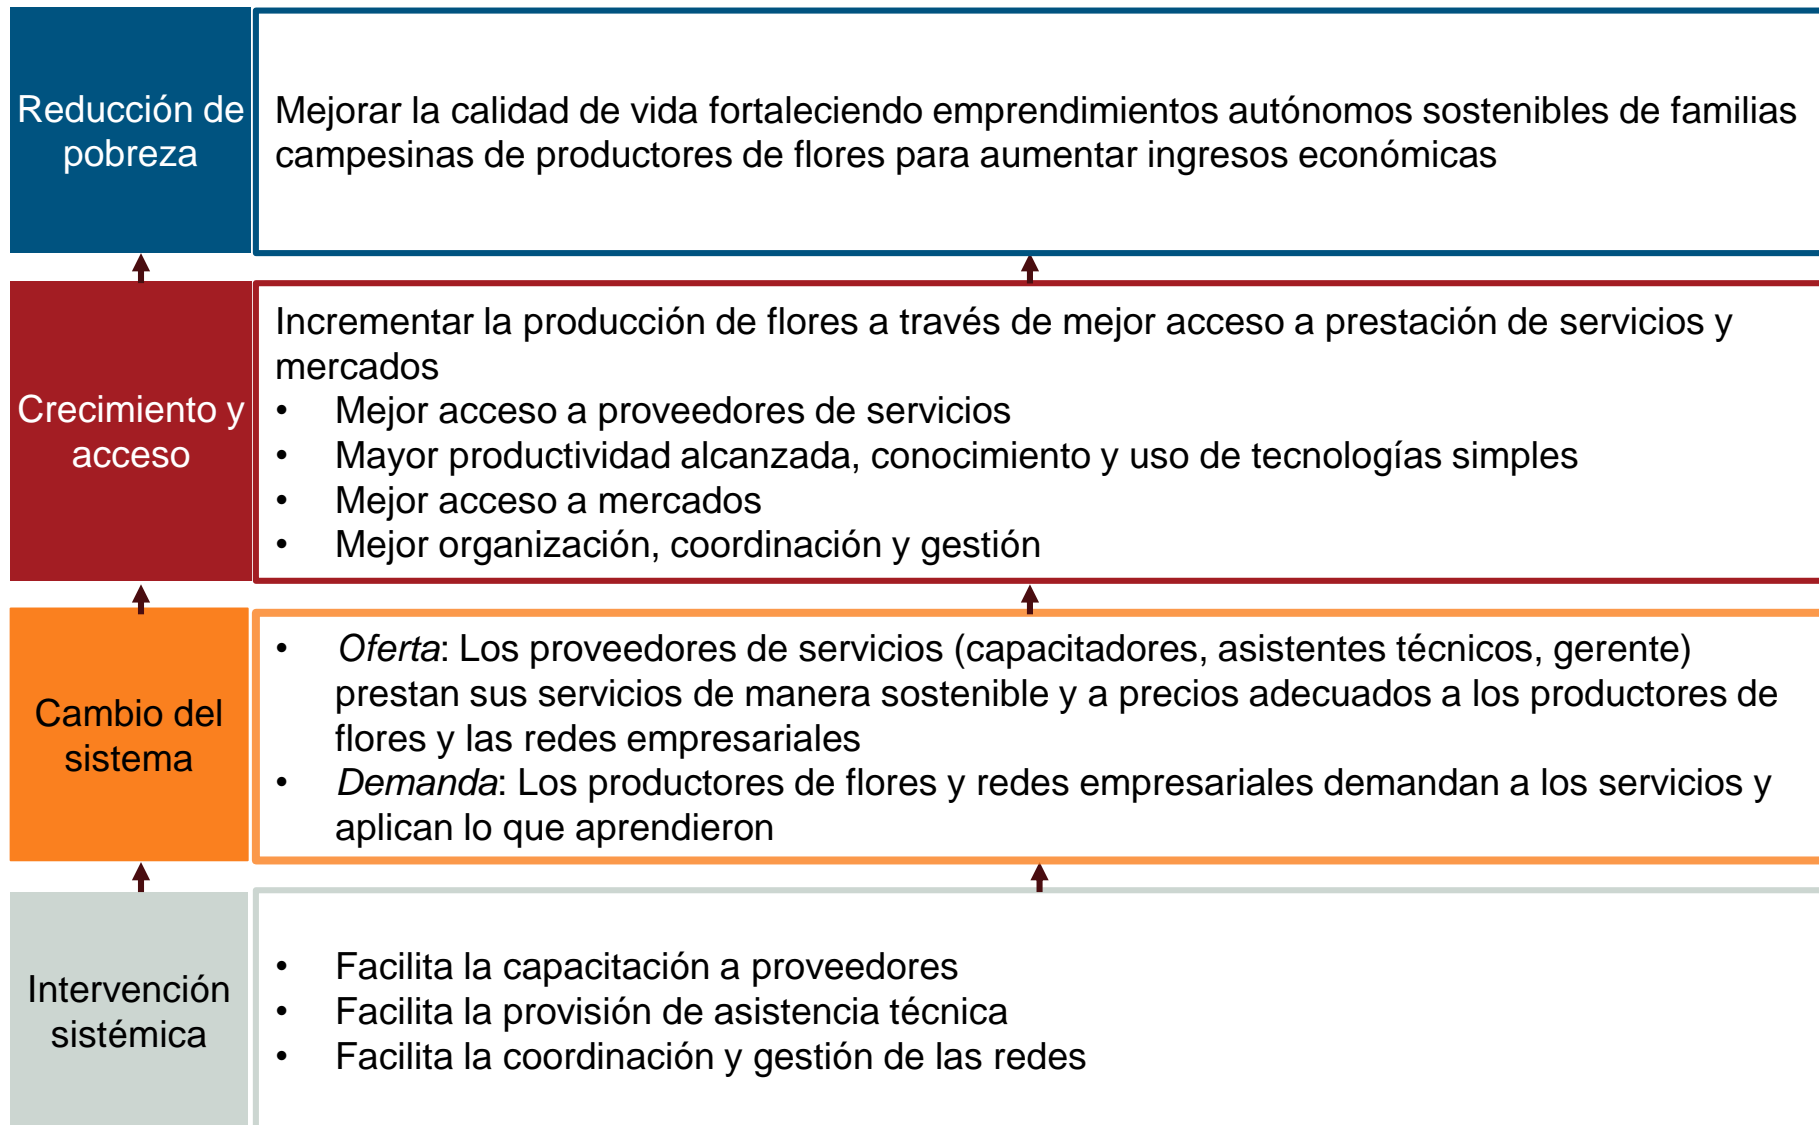 Reducción de
pobreza
Mejorar la calidad de vida fortaleciendo emprendimientos autónomos sostenibles de familias
campesinas de productores de flores para aumentar ingresos económicas
Crecimiento y
acceso
Incrementar la producción de flores a través de mejor acceso a prestación de servicios y
mercados
• Mejor acceso a proveedores de servicios
• Mayor productividad alcanzada, conocimiento y uso de tecnologías simples
• Mejor acceso a mercados
• Mejor organización, coordinación y gestión
Cambio del
sistema
• Oferta: Los proveedores de servicios (capacitadores, asistentes técnicos, gerente)
prestan sus servicios de manera sostenible y a precios adecuados a los productores de
flores y las redes empresariales
• Demanda: Los productores de flores y redes empresariales demandan a los servicios y
aplican lo que aprendieron
Intervención
sistémica
• Facilita la capacitación a proveedores
• Facilita la provisión de asistencia técnica
• Facilita la coordinación y gestión de las redes